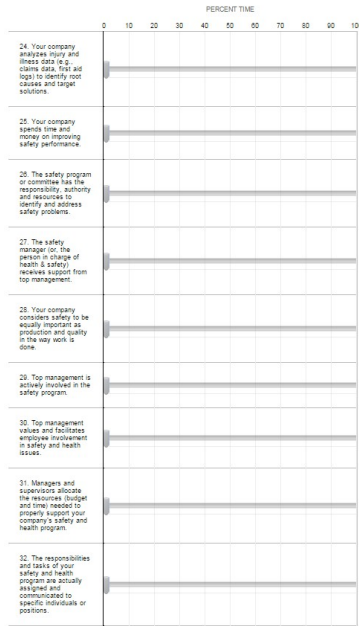 PERCENT TIME
0 10 20 30 40 50 60 70 80 90 10
24. Your company
analyzes injury and
illness data (e.g.,
claims data, first aid
logs) to identify root
causes and target
solutions.
25. Your company
spends time and
money on improving
safety performance.
26. The safety program
or committee has the
responsibility, authority
and resources to
identify and address
safety problems.
27. The safety
manager (or, the
person in charge of
health & safety)
receives support from
top management.
28. Your company
considers safety to be
equally important as
production and quality
in the way work is
done.
29. Top management is
actively involved in the
safety program.
30. Top management
values and facilitates
employee involvement
in safety and health
issues.
31. Managers and
supervisors allocate
the resources (budget
and time) needed to
properly support your
company's safety and
health program.
32. The responsibilities
and tasks of your
safety and health
program are actually
assigned and
communicated to
specific individuals or
positions.